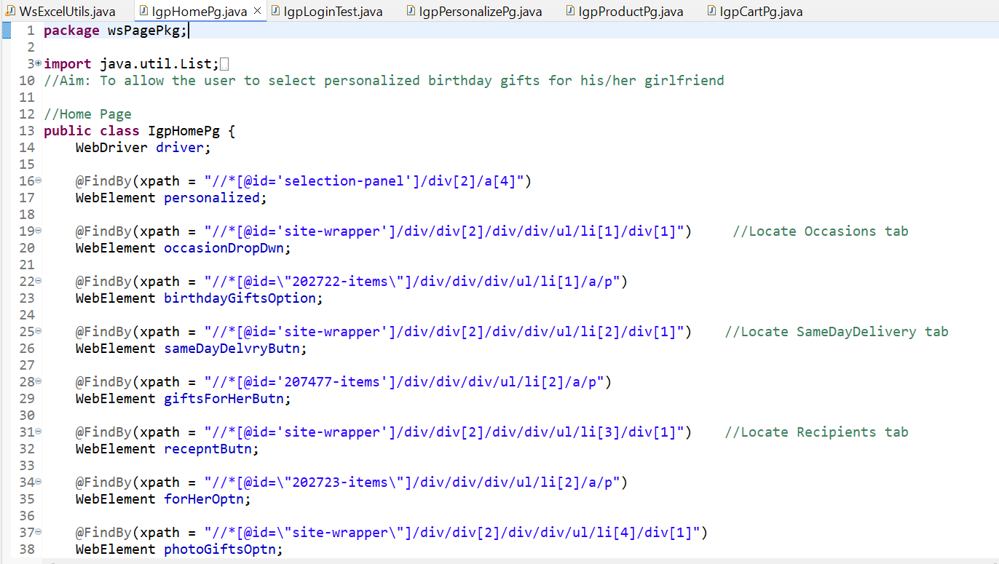 WsExcelUtils.java IgpHomePg.java IgpLoginTest.java IgpPersonalizePg.java IgpProductPg.java IgpCartPg.java
1 package wsPagePkg;
2
3 import java.util.List;
10 //Aim: To allow the user to select personalized birthday gifts for his/her girlfriend
11
12 //Home Page
13 public class IgpHomePg {
14 WebDriver driver;
15
16 @FindBy(xpath = "//*[@id='selection-panel']/div[2]/a[4]")
17 WebElement personalized;
18
19 @FindBy(xpath = "//*[@id='site-wrapper']/div/div[2]/div/div/ul/li[1]/div[1]") //Locate Occasions tab
20 WebElement occasionDropDwn;
21
22 @FindBy(xpath = "//*[@id=\"202722-items\"]/div/div/div/ul/li[1]/a/p")
23 WebElement birthdayGiftsOption;
24
25 @FindBy(xpath = "//*[@id='site-wrapper']/div/div[2]/div/div/ul/li[2]/div[1]") //Locate SameDayDelivery tab
26 WebElement sameDayDelvryButn;
27
28 @FindBy(xpath = "//*[@id='207477-items']/div/div/div/ul/li[2]/a/p")
29 WebElement giftsForHerButn;
30
31 @FindBy(xpath = "//*[@id='site-wrapper']/div/div[2]/div/div/ul/li[3]/div[1]") //Locate Recipients tab
32 WebElement recepntButn;
33
34 @FindBy(xpath = "//*[@id=\"202723-items\"]/div/div/div/ul/li[2]/a/p")
35 WebElement forHerOptn;
36
37 @FindBy(xpath = "//*[@id=\"site-wrapper\"]/div/div[2]/div/div/ul/li[4]/div[1]")
38 WebElement photoGiftsOptn;